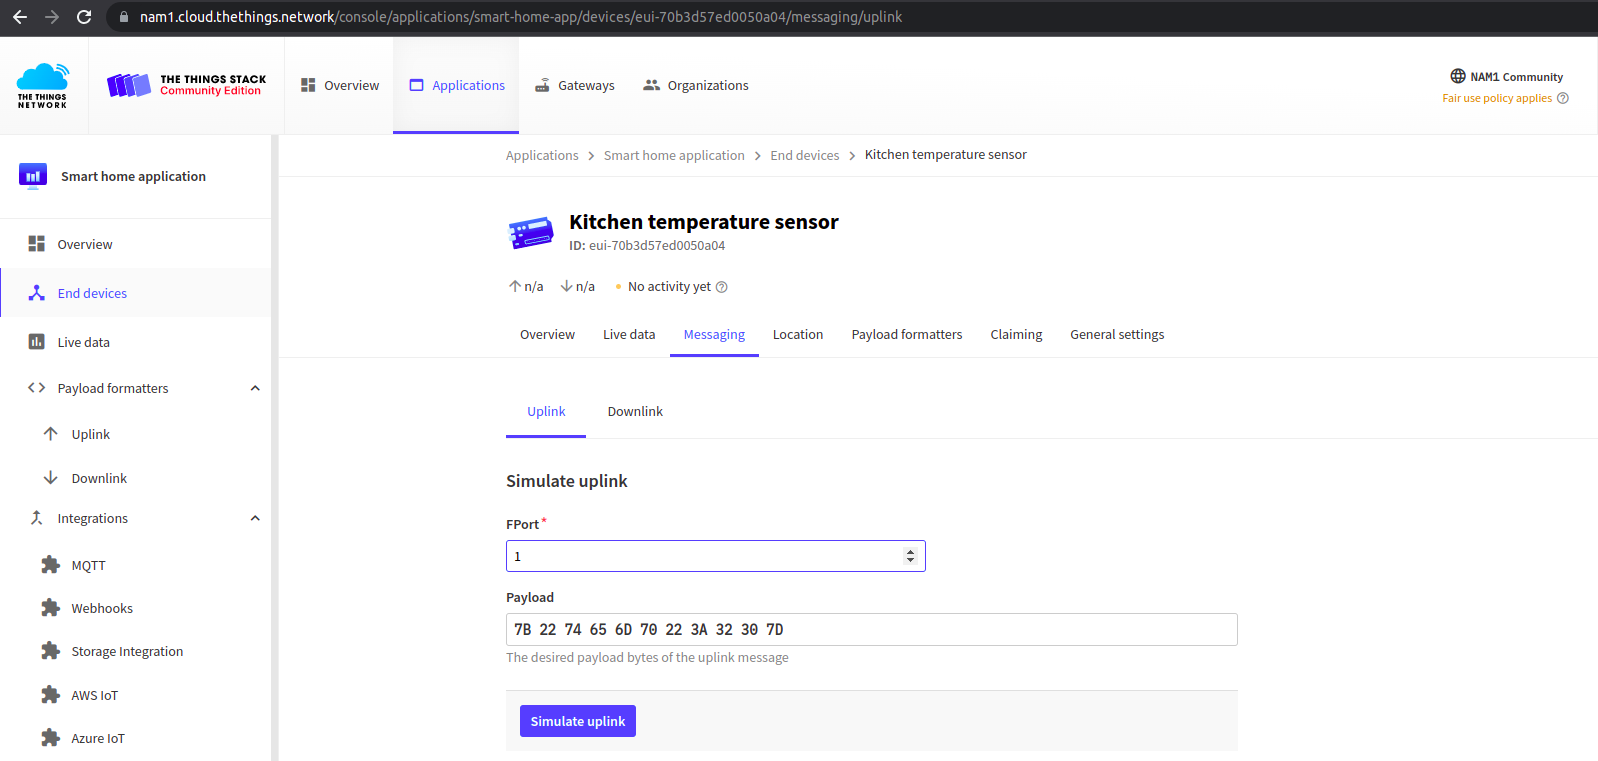 nam1.cloud.thethings.network/console/applications/smart-home-app/devices/eui-70b3d57ed0050a04/messaging/uplink
THE THINGS
NETWORK
THE THINGS STACK
Community Edition
Overview
Applications
Gateways
Organizations
NAM1 Community
Fair use policy applies
Smart home application
Overview
End devices
Live data
Payload formatters
Uplink
Downlink
Integrations
MQTT
Webhooks
Storage Integration
AWS IoT
Azure IoT
Applications > Smart home application > End devices > Kitchen temperature sensor
Kitchen temperature sensor
ID: eui-70b3d57ed0050a04
n/a n/a • No activity yet
Overview Live data Messaging Location Payload formatters Claiming General settings
Uplink Downlink
Simulate uplink
FPort *
1
Payload
7B 22 74 65 6D 70 22 3A 32 30 7D
The desired payload bytes of the uplink message
Simulate uplink